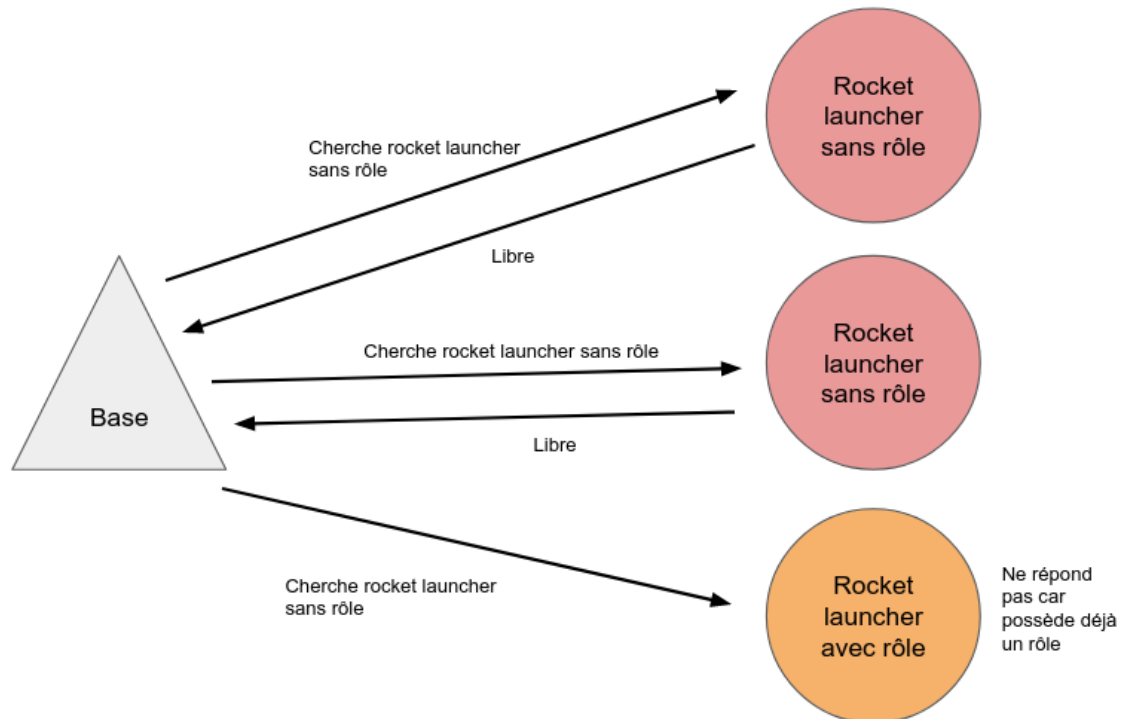 Rocket
launcher
sans rôle
Cherche rocket launcher
sans rôle
Libre
Base
Cherche rocket launcher sans rôle
Rocket
launcher
sans rôle
Libre
Cherche rocket launcher
sans rôle
Rocket
launcher
avec rôle
Ne répond
pas car
possède déjà
un rôle